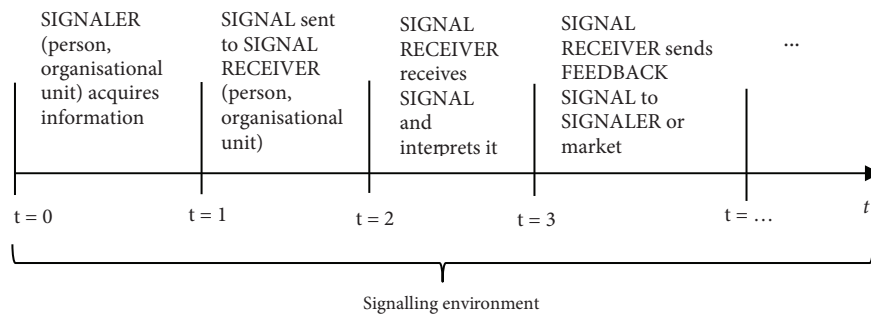 SIGNALER
(person,
organisational
unit) acquires
information
SIGNAL sent
to SIGNAL
RECEIVER
(person,
organisational
unit)
SIGNAL
RECEIVER
receives
SIGNAL
and
interprets it
SIGNAL
RECEIVER sends
FEEDBACK
SIGNAL to
SIGNALER or
market
...
t = 0
t = 1
t = 2
t = 3
t = …
t
Signalling environment